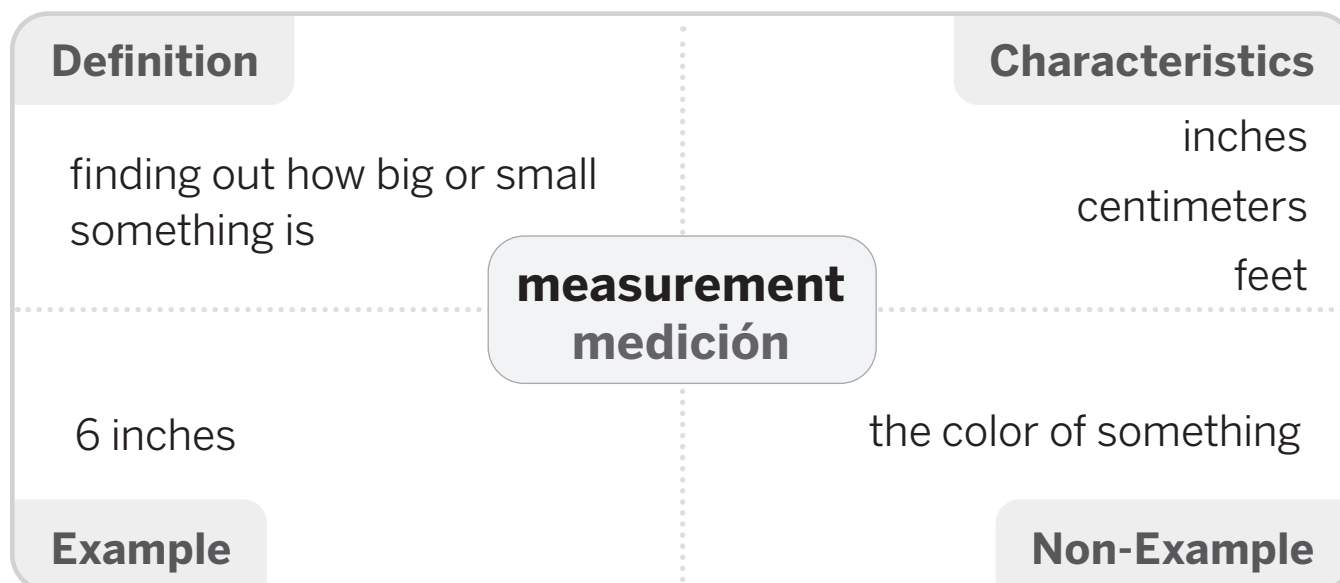 Definition
finding out how big or small
something is
Characteristics
inches
centimeters
feet
measurement
medición
6 inches
Example
the color of something
Non-Example